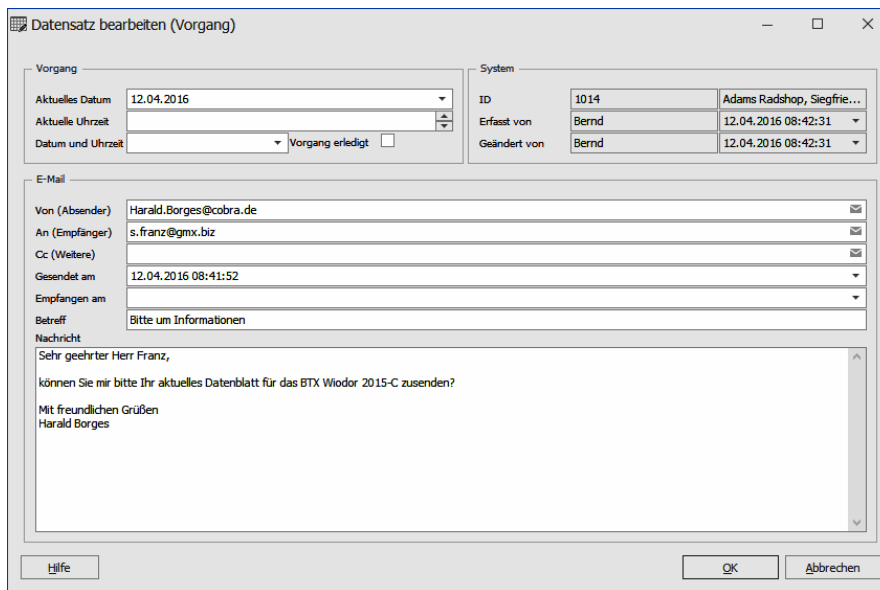 Datensatz bearbeiten (Vorgang)
Vorgang
Aktuelles Datum 12.04.2016
Aktuelle Uhrzeit
Datum und Uhrzeit Vorgang erledigt
System
ID 1014 Adams Radshop, Siegfrie...
Erfasst von Bernd 12.04.2016 08:42:31
Geändert von Bernd 12.04.2016 08:42:31
E-Mail
Von (Absender) Harald.Borges@cobra.de
An (Empfänger) s.franz@gmx.biz
Cc (Weitere)
Gesendet am 12.04.2016 08:41:52
Empfangen am
Betreff Bitte um Informationen
Nachricht
Sehr geehrter Herr Franz,
können Sie mir bitte Ihr aktuelles Datenblatt für das BTX Wiodor 2015-C zusenden?
Mit freundlichen Grüßen
Harald Borges
Hilfe OK Abbrechen